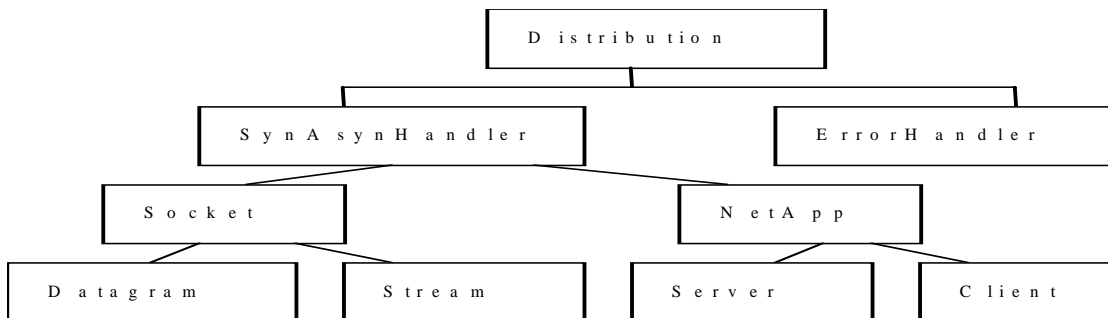 Distribution
SynAsynHandler
ErrorHandler
Socket
NetApp
Datagram
Stream
Server
Client